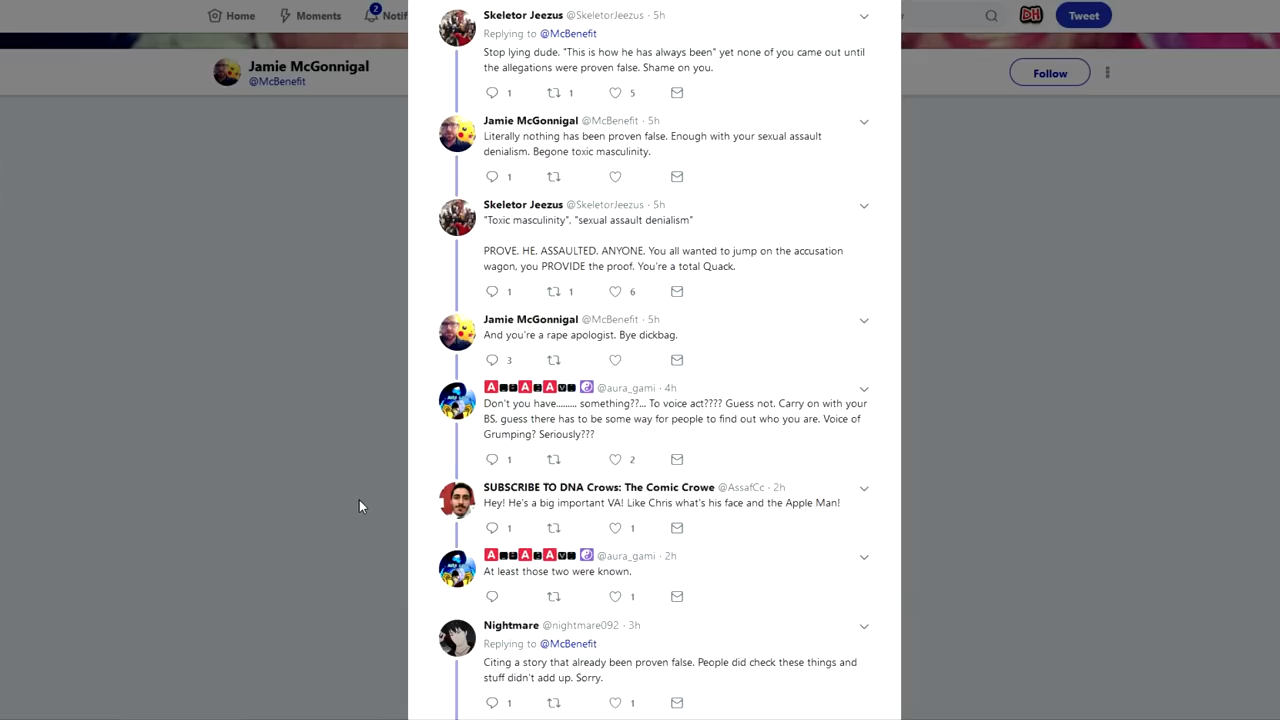 Home
Moments
2
Notif
DH
Tweet
Jamie McGonnigal
@McBenefit
Follow
Skeletor Jeezus @SkeletorJeezus · 5h
Replying to @McBenefit
Stop lying dude. "This is how he has always been" yet none of you came out until
the allegations were proven false. Shame on you.
1 1 5
Jamie McGonnigal @McBenefit · 5h
Literally nothing has been proven false. Enough with your sexual assault
denialism. Begone toxic masculinity.
1
Skeletor Jeezus @SkeletorJeezus · 5h
"Toxic masculinity". "sexual assault denialism"
PROVE. HE. ASSAULTED. ANYONE. You all wanted to jump on the accusation
wagon, you PROVIDE the proof. You're a total Quack.
1 1 6
Jamie McGonnigal @McBenefit · 5h
And you're a rape apologist. Bye dickbag.
3
@aura_gami · 4h
Don't you have......... something??... To voice act???? Guess not. Carry on with your
BS, guess there has to be some way for people to find out who you are. Voice of
Grumping? Seriously???
1 2
SUBSCRIBE TO DNA Crows: The Comic Crowe @AssafCc · 2h
Hey! He's a big important VA! Like Chris what's his face and the Apple Man!
1 1
@aura_gami · 2h
At least those two were known.
1
Nightmare @nightmare092 · 3h
Replying to @McBenefit
Citing a story that already been proven false. People did check these things and
stuff didn't add up. Sorry.
1 1